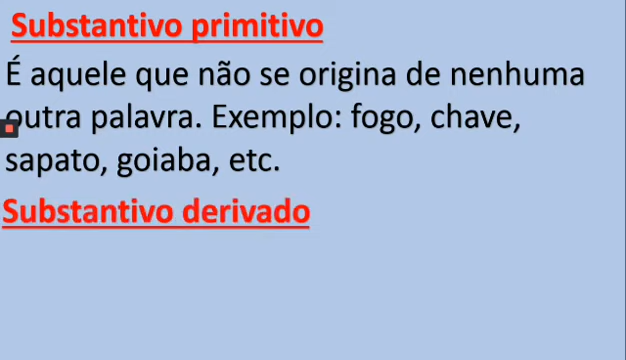 Substantivo primitivo
É aquele que não se origina de nenhuma
outra palavra. Exemplo: fogo, chave,
sapato, goiaba, etc.
Substantivo derivado